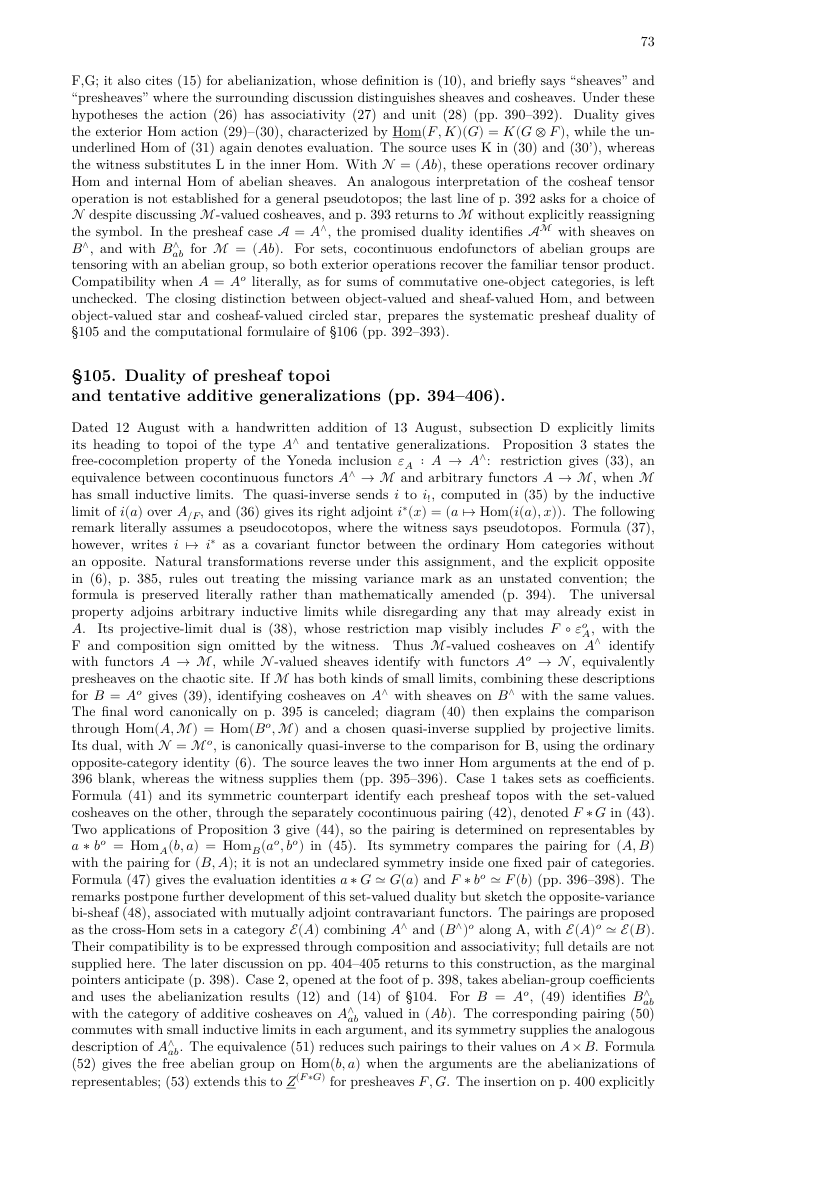 73
F,G; it also cites (15) for abelianization, whose definition is (10), and briefly says “sheaves” and
“presheaves” where the surrounding discussion distinguishes sheaves and cosheaves. Under these
hypotheses the action (26) has associativity (27) and unit (28) (pp. 390–392). Duality gives
the exterior Hom action (29)–(30), characterized by Hom(F, K)(G) = K(G ⊗ F), while the un-
underlined Hom of (31) again denotes evaluation. The source uses K in (30) and (30’), whereas
the witness substitutes L in the inner Hom. With 𝒩 = (Ab), these operations recover ordinary
Hom and internal Hom of abelian sheaves. An analogous interpretation of the cosheaf tensor
operation is not established for a general pseudotopos; the last line of p. 392 asks for a choice of
𝒩 despite discussing ℳ-valued cosheaves, and p. 393 returns to ℳ without explicitly reassigning
the symbol. In the presheaf case 𝒜 = A^∧, the promised duality identifies 𝒜^ℳ with sheaves on
B^∧, and with B^∧_ab for ℳ = (Ab). For sets, cocontinuous endofunctors of abelian groups are
tensoring with an abelian group, so both exterior operations recover the familiar tensor product.
Compatibility when A = A^o literally, as for sums of commutative one-object categories, is left
unchecked. The closing distinction between object-valued and sheaf-valued Hom, and between
object-valued star and cosheaf-valued circled star, prepares the systematic presheaf duality of
§105 and the computational formulaire of §106 (pp. 392–393).
§105. Duality of presheaf topoi
and tentative additive generalizations (pp. 394–406).
Dated 12 August with a handwritten addition of 13 August, subsection D explicitly limits
its heading to topoi of the type A^∧ and tentative generalizations. Proposition 3 states the
free-cocompletion property of the Yoneda inclusion ε_A : A → A^∧: restriction gives (33), an
equivalence between cocontinuous functors A^∧ → ℳ and arbitrary functors A → ℳ, when ℳ
has small inductive limits. The quasi-inverse sends i to i_!, computed in (35) by the inductive
limit of i(a) over A_/F, and (36) gives its right adjoint i*(x) = (a ↦ Hom(i(a), x)). The following
remark literally assumes a pseudocotopos, where the witness says pseudotopos. Formula (37),
however, writes i ↦ i* as a covariant functor between the ordinary Hom categories without
an opposite. Natural transformations reverse under this assignment, and the explicit opposite
in (6), p. 385, rules out treating the missing variance mark as an unstated convention; the
formula is preserved literally rather than mathematically amended (p. 394). The universal
property adjoins arbitrary inductive limits while disregarding any that may already exist in
A. Its projective-limit dual is (38), whose restriction map visibly includes F ∘ ε^o_A, with the
F and composition sign omitted by the witness. Thus ℳ-valued cosheaves on A^∧ identify
with functors A → ℳ, while 𝒩-valued sheaves identify with functors A^o → 𝒩, equivalently
presheaves on the chaotic site. If ℳ has both kinds of small limits, combining these descriptions
for B = A^o gives (39), identifying cosheaves on A^∧ with sheaves on B^∧ with the same values.
The final word canonically on p. 395 is canceled; diagram (40) then explains the comparison
through Hom(A, ℳ) = Hom(B^o, ℳ) and a chosen quasi-inverse supplied by projective limits.
Its dual, with 𝒩 = ℳ^o, is canonically quasi-inverse to the comparison for B, using the ordinary
opposite-category identity (6). The source leaves the two inner Hom arguments at the end of p.
396 blank, whereas the witness supplies them (pp. 395–396). Case 1 takes sets as coefficients.
Formula (41) and its symmetric counterpart identify each presheaf topos with the set-valued
cosheaves on the other, through the separately cocontinuous pairing (42), denoted F ∗ G in (43).
Two applications of Proposition 3 give (44), so the pairing is determined on representables by
a ∗ b^o = Hom_A(b, a) = Hom_B(a^o, b^o) in (45). Its symmetry compares the pairing for (A, B)
with the pairing for (B, A); it is not an undeclared symmetry inside one fixed pair of categories.
Formula (47) gives the evaluation identities a ∗ G ≃ G(a) and F ∗ b^o ≃ F(b) (pp. 396–398). The
remarks postpone further development of this set-valued duality but sketch the opposite-variance
bi-sheaf (48), associated with mutually adjoint contravariant functors. The pairings are proposed
as the cross-Hom sets in a category ℰ(A) combining A^∧ and (B^∧)^o along A, with ℰ(A)^o ≃ ℰ(B).
Their compatibility is to be expressed through composition and associativity; full details are not
supplied here. The later discussion on pp. 404–405 returns to this construction, as the marginal
pointers anticipate (p. 398). Case 2, opened at the foot of p. 398, takes abelian-group coefficients
and uses the abelianization results (12) and (14) of §104. For B = A^o, (49) identifies B^∧_ab
with the category of additive cosheaves on A^∧_ab valued in (Ab). The corresponding pairing (50)
commutes with small inductive limits in each argument, and its symmetry supplies the analogous
description of A^∧_ab. The equivalence (51) reduces such pairings to their values on A × B. Formula
(52) gives the free abelian group on Hom(b, a) when the arguments are the abelianizations of
representables; (53) extends this to Z^(F∗G) for presheaves F, G. The insertion on p. 400 explicitly